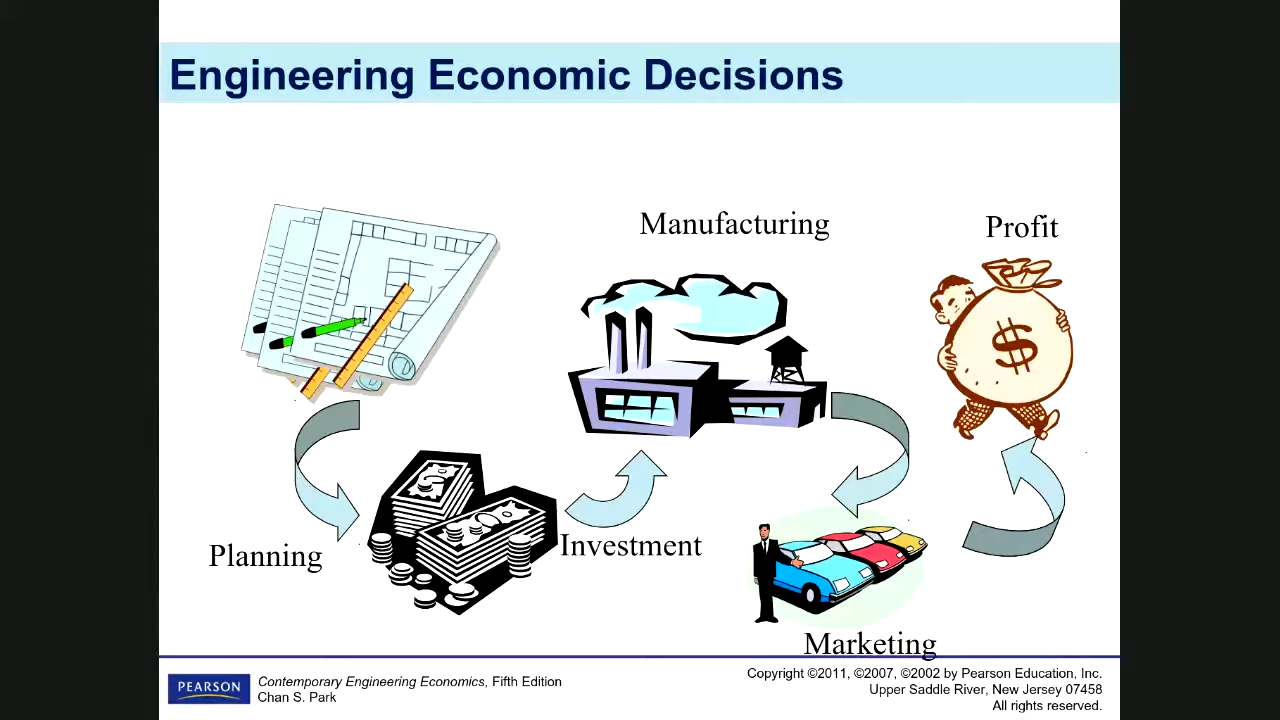 Engineering Economic Decisions
Manufacturing
Profit
$
Planning
Investment
Marketing
PEARSON
Contemporary Engineering Economics, Fifth Edition
Chan S. Park
Copyright ©2011, ©2007, ©2002 by Pearson Education, Inc.
Upper Saddle River, New Jersey 07458
All rights reserved.